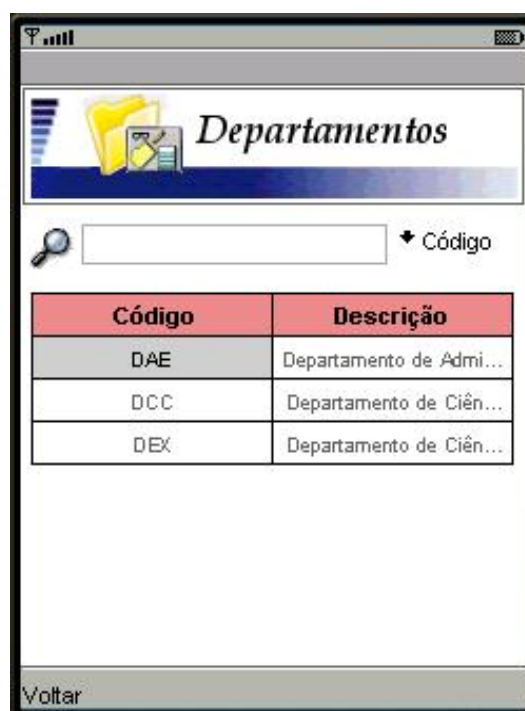 Departamentos
Código
Código Descrição
DAE Departamento de Admi...
DCC Departamento de Ciên...
DEX Departamento de Ciên...
Voltar